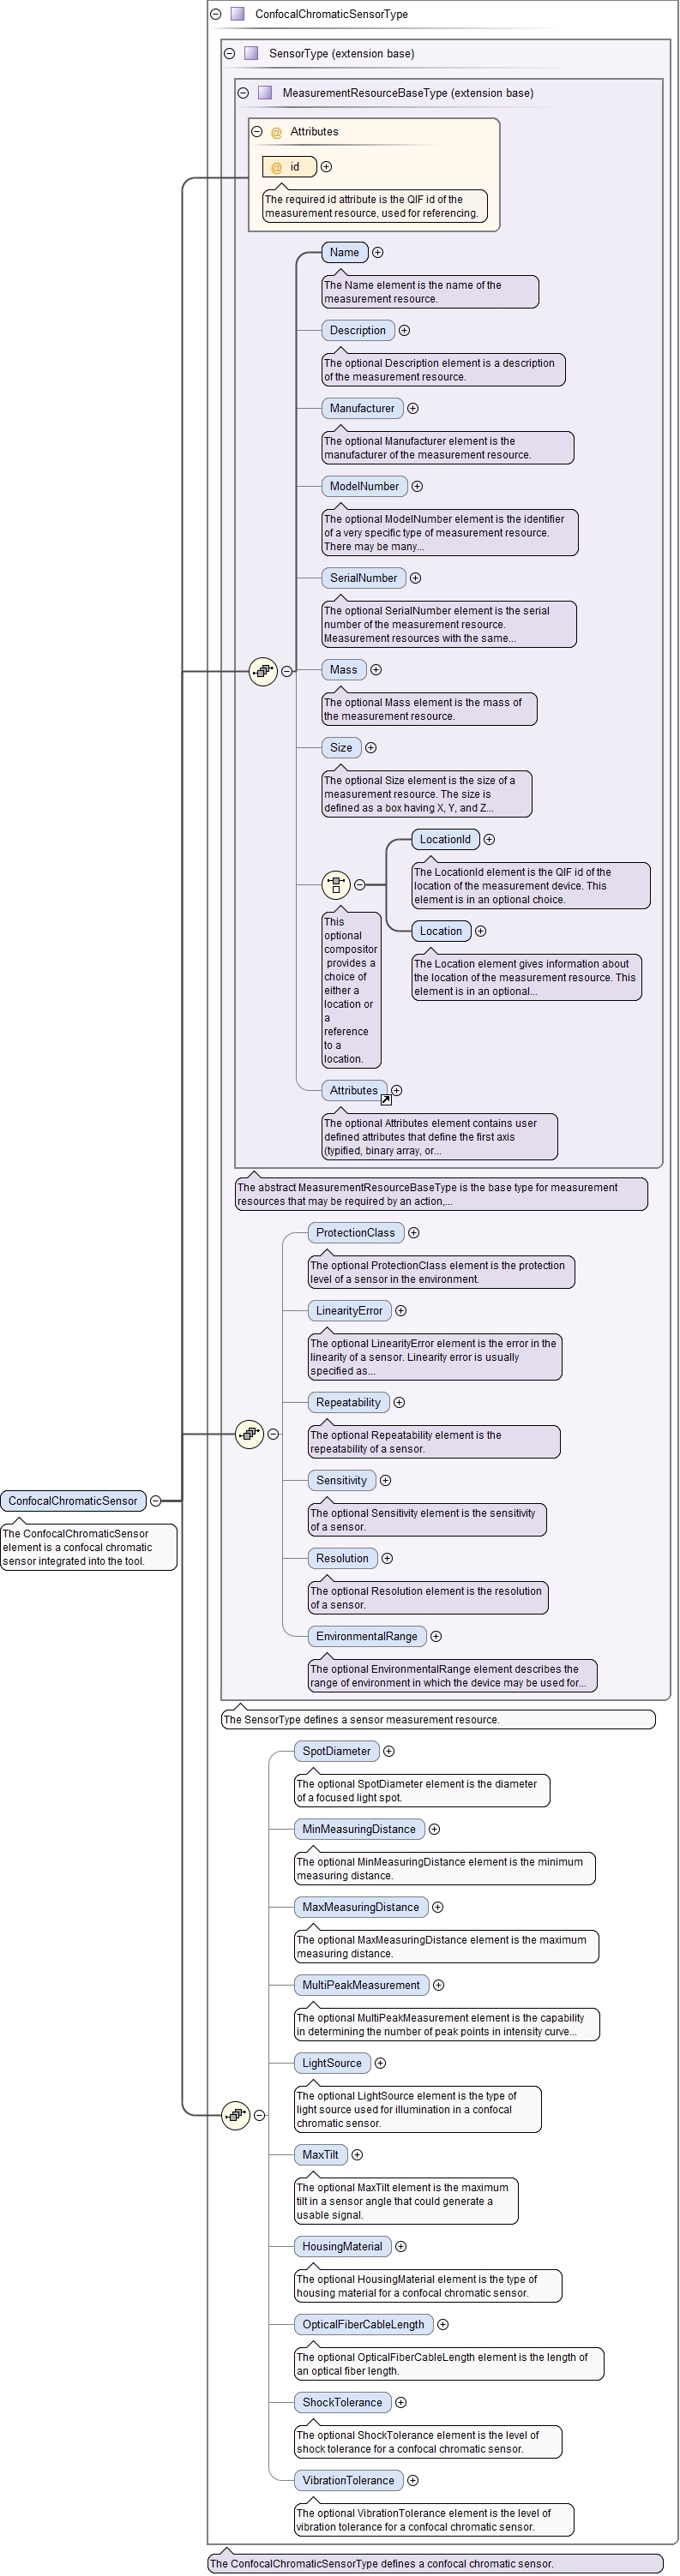 ConfocalChromaticSensorType
SensorType (extension base)
MeasurementResourceBaseType (extension base)
@ Attributes
@ id
The required id attribute is the QIF id of the
measurement resource, used for referencing.
Name
The Name element is the name of the
measurement resource.
Description
The optional Description element is a description
of the measurement resource.
Manufacturer
The optional Manufacturer element is the
manufacturer of the measurement resource.
ModelNumber
The optional ModelNumber element is the identifier
of a very specific type of measurement resource.
There may be many...
SerialNumber
The optional SerialNumber element is the serial
number of the measurement resource.
Measurement resources with the same...
Mass
The optional Mass element is the mass of
the measurement resource.
Size
The optional Size element is the size of a
measurement resource. The size is
defined as a box having X, Y, and Z...
LocationId
The LocationId element is the QIF id of the
location of the measurement device. This
element is in an optional choice.
Location
The Location element gives information about
the location of the measurement resource. This
element is in an optional...
This
optional
compositor
provides a
choice of
either a
location or
a
reference
to a
location.
Attributes
The optional Attributes element contains user
defined attributes that define the first axis
(typified, binary array, or...
The abstract MeasurementResourceBaseType is the base type for measurement
resources that may be required by an action,...
ProtectionClass
The optional ProtectionClass element is the protection
level of a sensor in the environment.
LinearityError
The optional LinearityError element is the error in the
linearity of a sensor. Linearity error is usually
specified as...
Repeatability
The optional Repeatability element is the
repeatability of a sensor.
Sensitivity
The optional Sensitivity element is the sensitivity
of a sensor.
Resolution
The optional Resolution element is the resolution
of a sensor.
EnvironmentalRange
The optional EnvironmentalRange element describes the
range of environment in which the device may be used for...
ConfocalChromaticSensor
The ConfocalChromaticSensor
element is a confocal chromatic
sensor integrated into the tool.
The SensorType defines a sensor measurement resource.
SpotDiameter
The optional SpotDiameter element is the diameter
of a focused light spot.
MinMeasuringDistance
The optional MinMeasuringDistance element is the minimum
measuring distance.
MaxMeasuringDistance
The optional MaxMeasuringDistance element is the maximum
measuring distance.
MultiPeakMeasurement
The optional MultiPeakMeasurement element is the capability
in determining the number of peak points in intensity curve...
LightSource
The optional LightSource element is the type of
light source used for illumination in a confocal
chromatic sensor.
MaxTilt
The optional MaxTilt element is the maximum
tilt in a sensor angle that could generate a
usable signal.
HousingMaterial
The optional HousingMaterial element is the type of
housing material for a confocal chromatic sensor.
OpticalFiberCableLength
The optional OpticalFiberCableLength element is the length of
an optical fiber length.
ShockTolerance
The optional ShockTolerance element is the level of
shock tolerance for a confocal chromatic sensor.
VibrationTolerance
The optional VibrationTolerance element is the level of
vibration tolerance for a confocal chromatic sensor.
The ConfocalChromaticSensorType defines a confocal chromatic sensor.